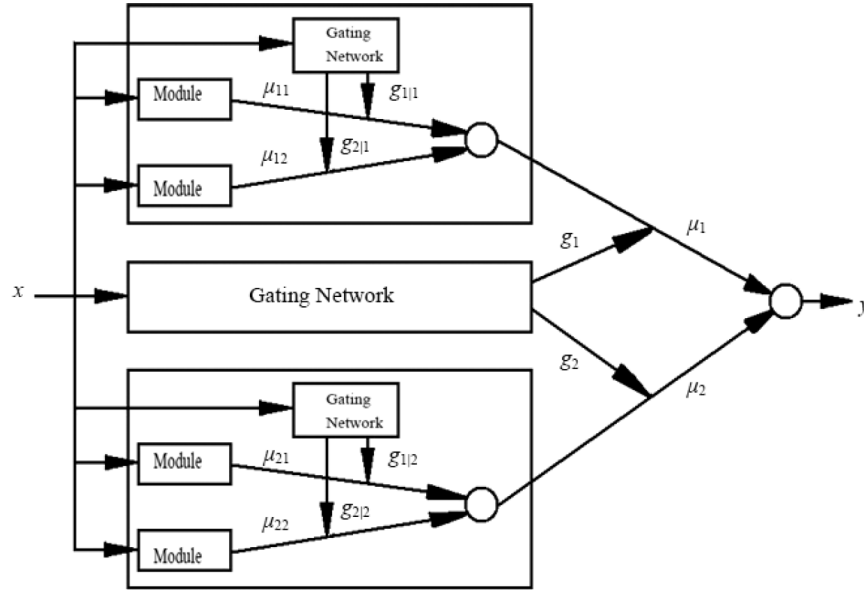 Gating
Network
Module
μ11
g1|1
g2|1
μ12
Module
μ1
g1
x
Gating Network
y
g2
μ2
Gating
Network
Module
μ21
g1|2
g2|2
μ22
Module